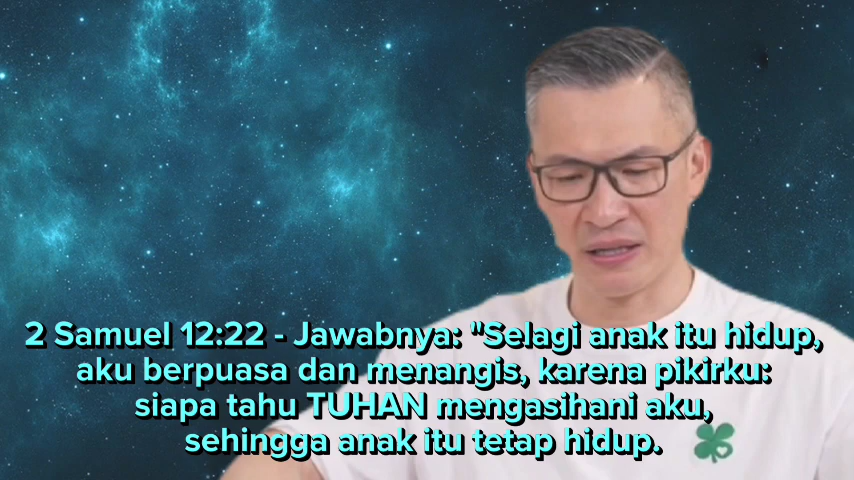 2 Samuel 12:22 - Jawabnya: "Selagi anak itu hidup,
aku berpuasa dan menangis, karena pikirku:
siapa tahu TUHAN mengasihani aku,
sehingga anak itu tetap hidup.